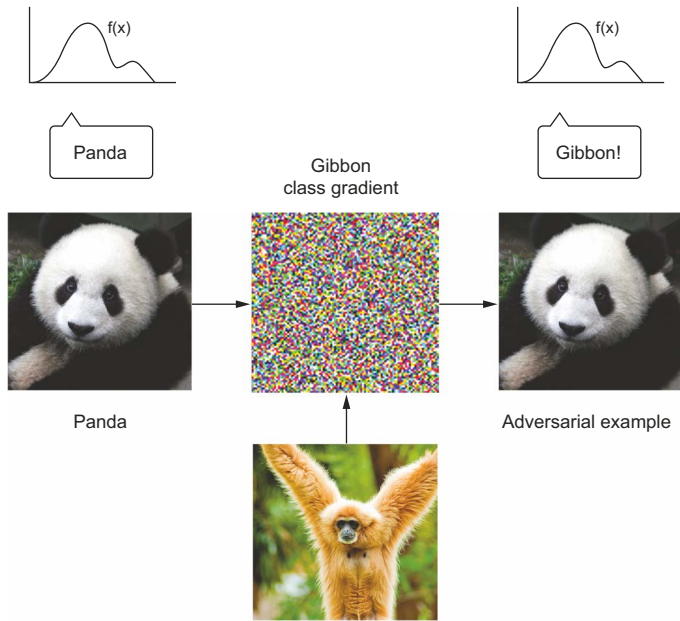 f(x)
f(x)
Panda
Gibbon!
Gibbon
class gradient
Panda
Adversarial example